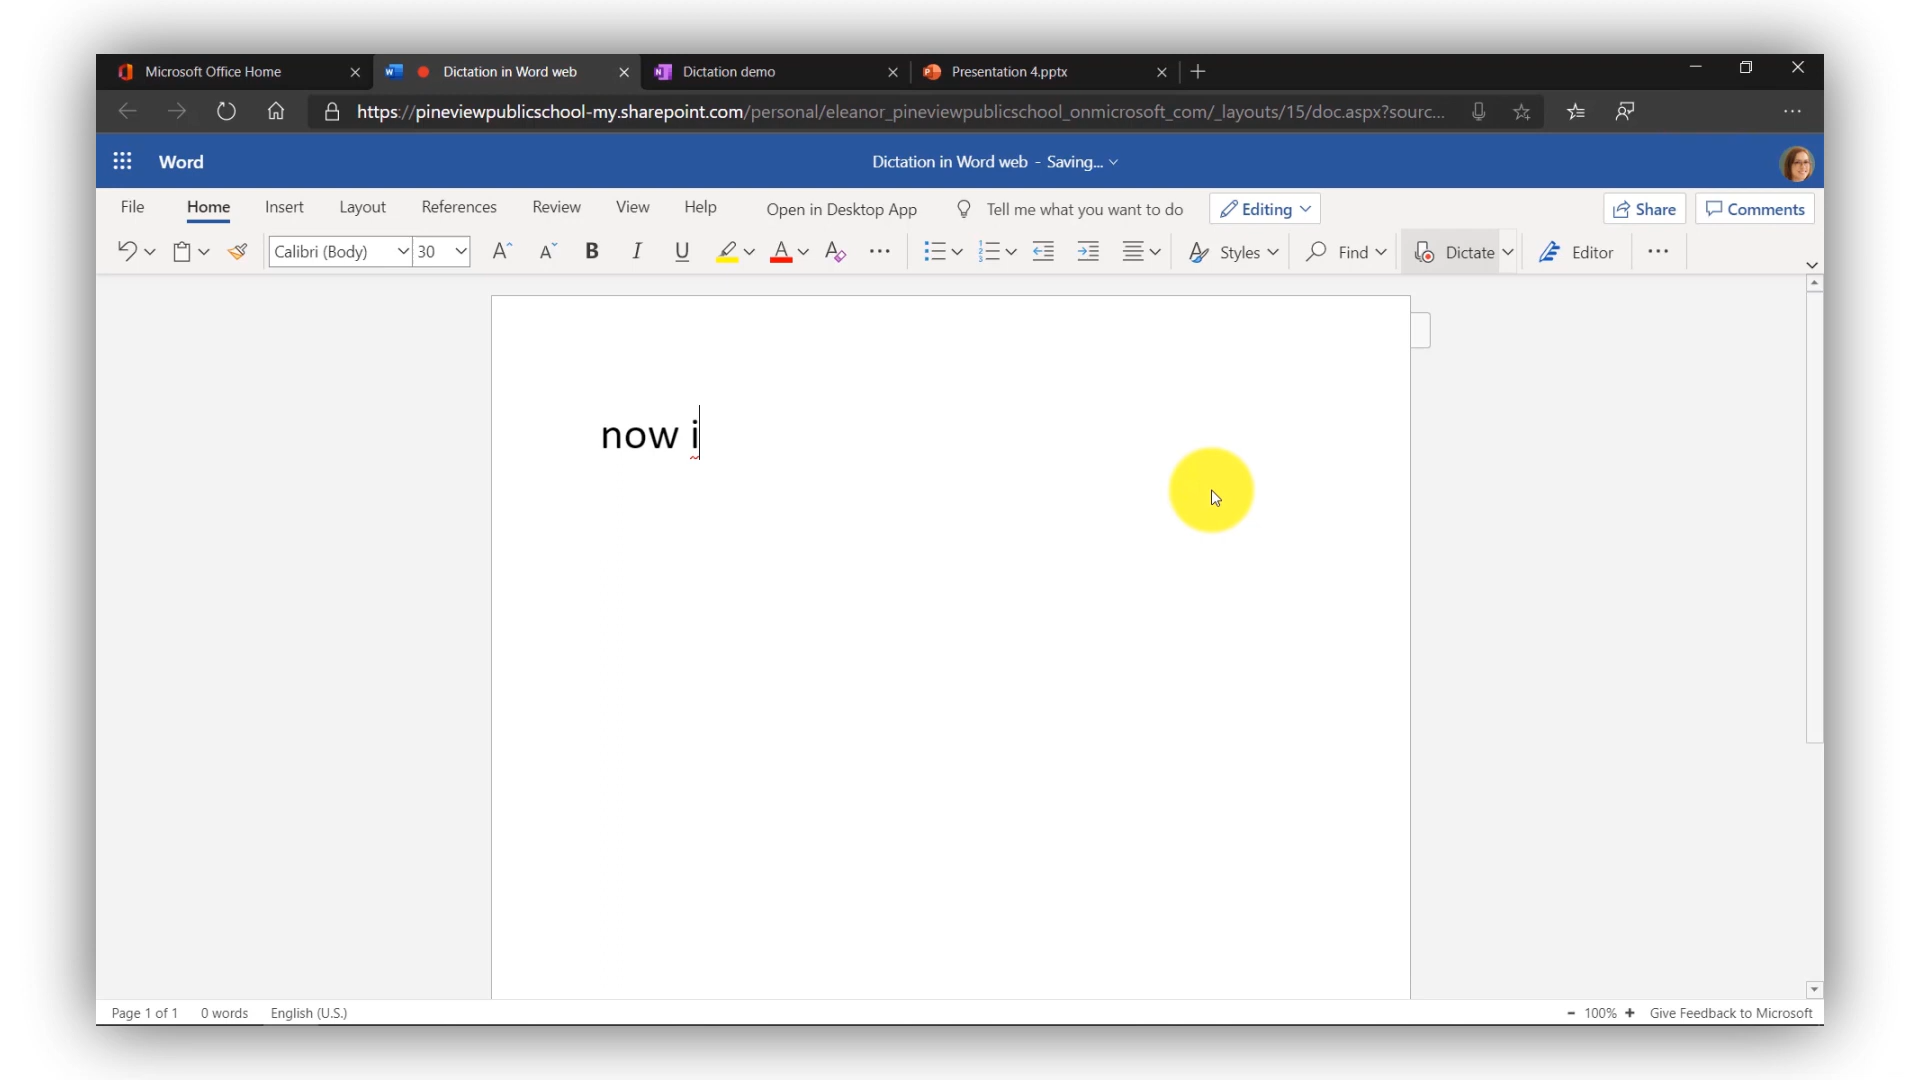 Microsoft Office Home Dictation in Word web Dictation demo Presentation 4.pptx
https://pineviewpublicschool-my.sharepoint.com/personal/eleanor_pineviewpublicschool_onmicrosoft_com/_layouts/15/doc.aspx?sourc...
Word Dictation in Word web - Saving...
File Home Insert Layout References Review View Help Open in Desktop App Tell me what you want to do Editing Share Comments
Calibri (Body) 30 A A B I U A A Styles Find Dictate Editor
now i
Page 1 of 1 0 words English (U.S.) - 100% + Give Feedback to Microsoft